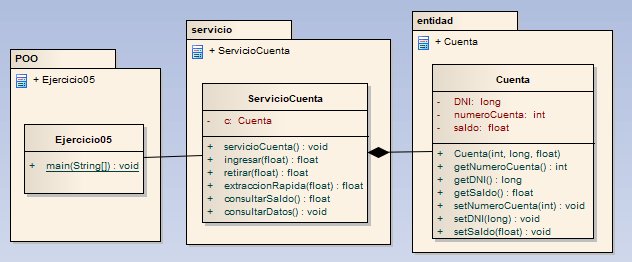 POO
+ Ejercicio05
Ejercicio05
+ main(String[]) : void
servicio
+ ServicioCuenta
ServicioCuenta
- c: Cuenta
+ servicioCuenta() : void
+ ingresar(float) : float
+ retirar(float) : float
+ extraccionRapida(float) : float
+ consultarSaldo() : float
+ consultarDatos() : void
entidad
+ Cuenta
Cuenta
- DNI: long
- numeroCuenta: int
- saldo: float
+ Cuenta(int, long, float)
+ getNumeroCuenta() : int
+ getDNI() : long
+ getSaldo() : float
+ setNumeroCuenta(int) : void
+ setDNI(long) : void
+ setSaldo(float) : void